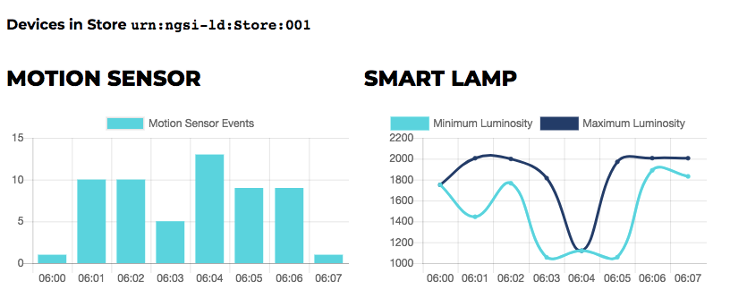 Devices in Store urn:ngsi-ld:Store:001
MOTION SENSOR
Motion Sensor Events
15
10
5
0
06:00 06:01 06:02 06:03 06:04 06:05 06:06 06:07
SMART LAMP
Minimum Luminosity Maximum Luminosity
2200
2000
1800
1600
1400
1200
1000
06:00 06:01 06:02 06:03 06:04 06:05 06:06 06:07